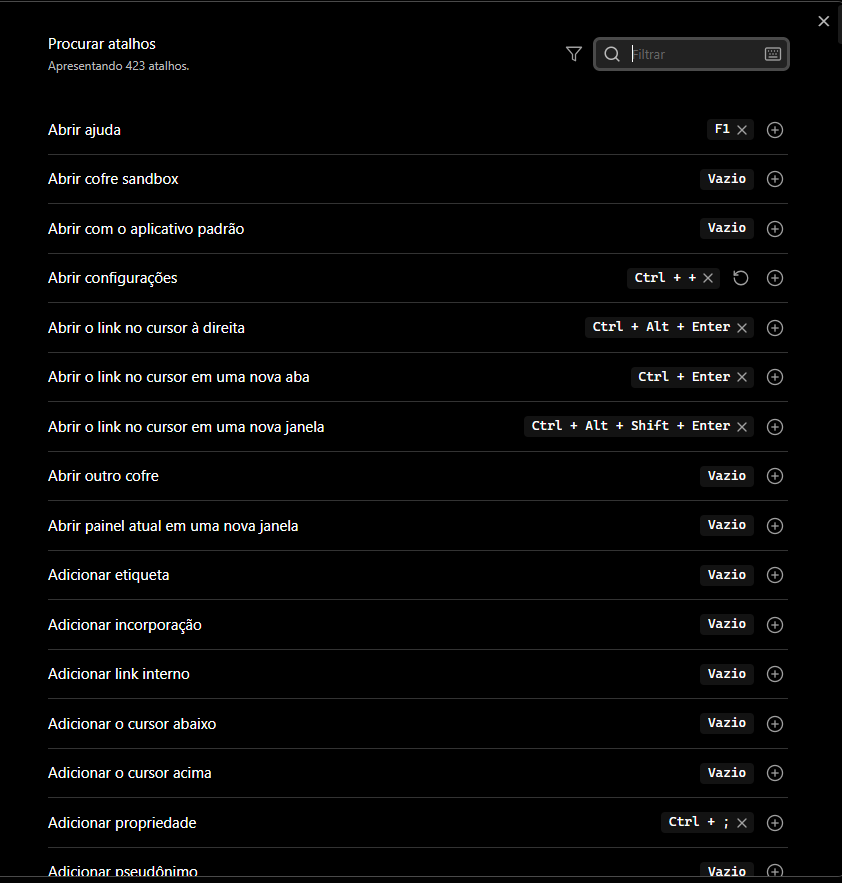 Procurar atalhos
Apresentando 423 atalhos.
Filtrar
Abrir ajuda F1
Abrir cofre sandbox Vazio
Abrir com o aplicativo padrão Vazio
Abrir configurações Ctrl + +
Abrir o link no cursor à direita Ctrl + Alt + Enter
Abrir o link no cursor em uma nova aba Ctrl + Enter
Abrir o link no cursor em uma nova janela Ctrl + Alt + Shift + Enter
Abrir outro cofre Vazio
Abrir painel atual em uma nova janela Vazio
Adicionar etiqueta Vazio
Adicionar incorporação Vazio
Adicionar link interno Vazio
Adicionar o cursor abaixo Vazio
Adicionar o cursor acima Vazio
Adicionar propriedade Ctrl + ;
Adicionar pseudônimo Vazio